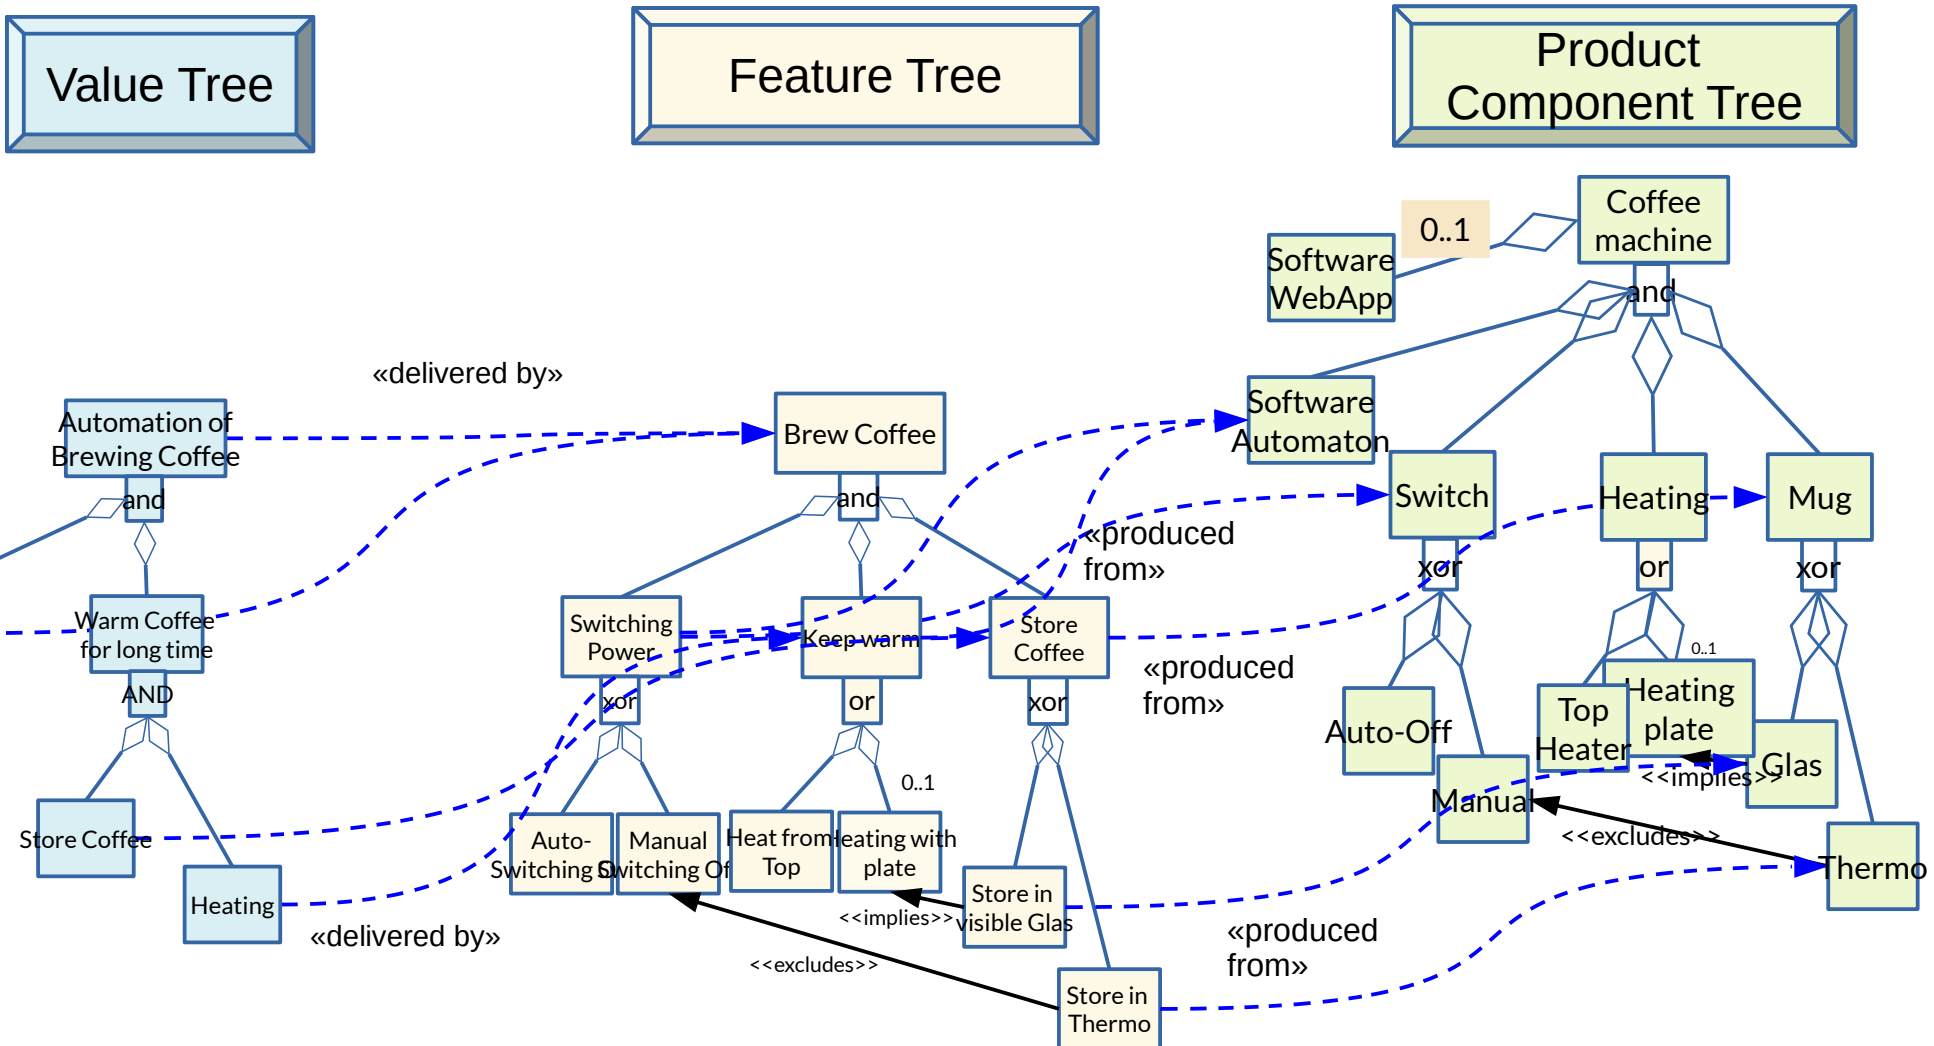 Value Tree
Feature Tree
Product
Component Tree
«delivered by»
Automation of
Brewing Coffee
and
Warm Coffee
for long time
AND
Store Coffee
Heating
«delivered by»
Brew Coffee
and
Switching
Power
xor
Keep warm
or
Store
Coffee
xor
Auto-
Switching
Manual
Switching Of
Heat from
Top
eating with
plate
0..1
<<implies>>
<<excludes>>
Store in
visible Glas
Store in
Thermo
«produced
from»
«produced
from»
«produced
from»
Coffee
machine
0..1
Software
WebApp
and
Software
Automaton
Switch
xor
Heating
or
Mug
xor
Auto-Off
Manual
Top
Heater
0..1
Heating
plate
<<implies>>
Glas
<<excludes>>
Thermo